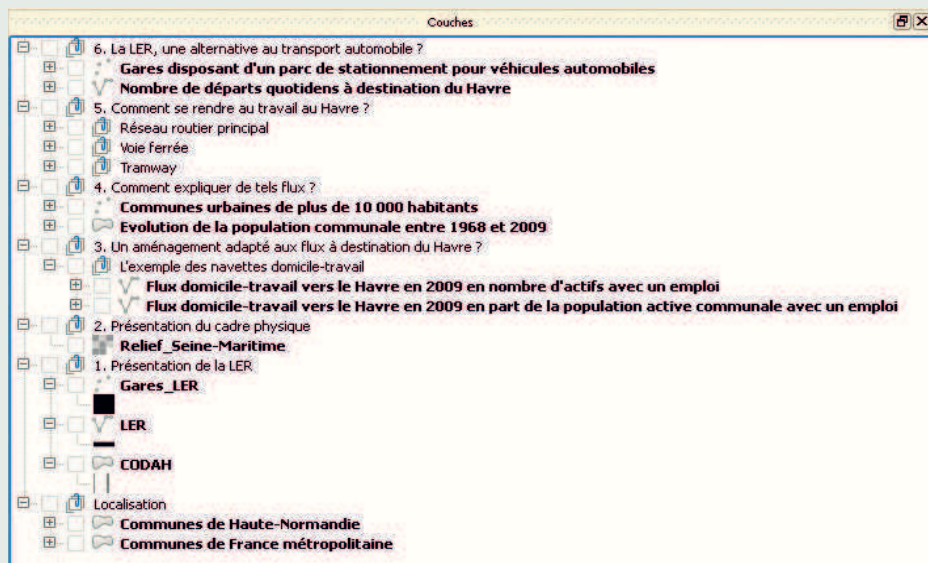 Couches
6. La LER, une alternative au transport automobile ?
Gares disposant d'un parc de stationnement pour véhicules automobiles
Nombre de départs quotidens à destination du Havre
5. Comment se rendre au travail au Havre ?
Réseau routier principal
Voie ferrée
Tramway
4. Comment expliquer de tels flux ?
Communes urbaines de plus de 10 000 habitants
Evolution de la population communale entre 1968 et 2009
3. Un aménagement adapté aux flux à destination du Havre ?
L'exemple des navettes domicile-travail
Flux domicile-travail vers le Havre en 2009 en nombre d'actifs avec un emploi
Flux domicile-travail vers le Havre en 2009 en part de la population active communale avec un emploi
2. Présentation du cadre physique
Relief_Seine-Maritime
1. Présentation de la LER
Gares_LER
LER
CODAH
Localisation
Communes de Haute-Normandie
Communes de France métropolitaine